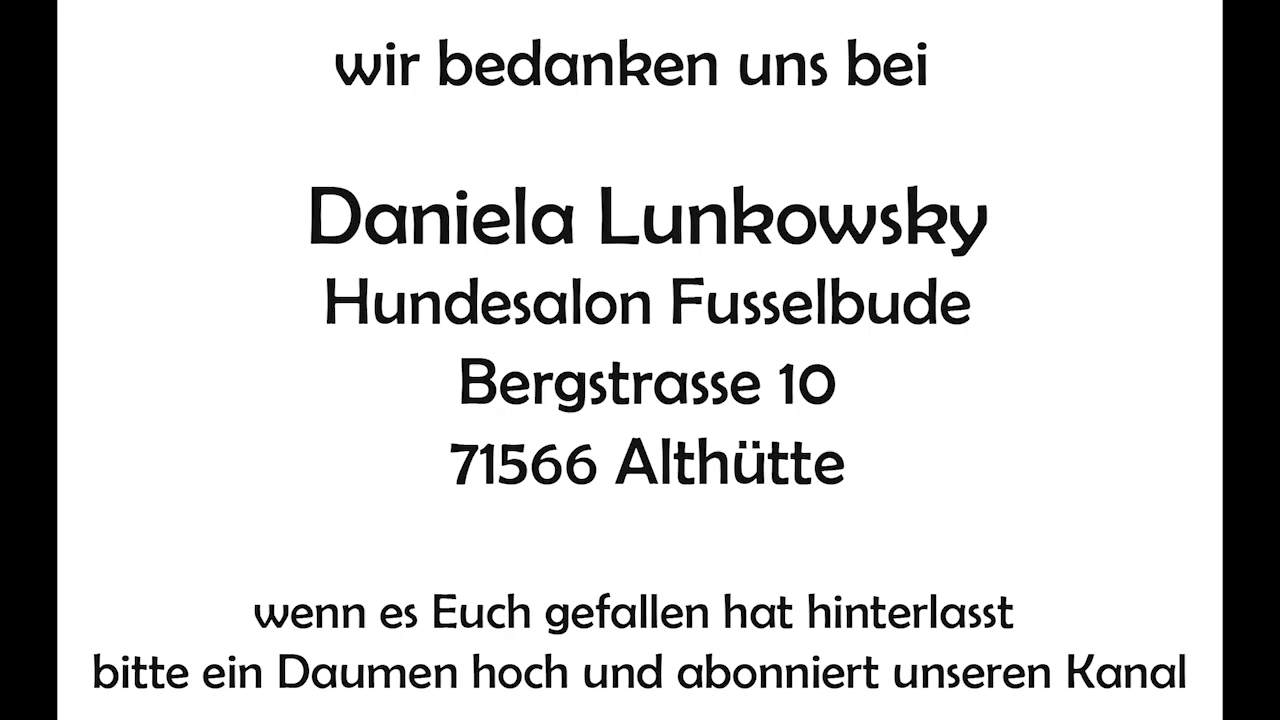 wir bedanken uns bei
Daniela Lunkowsky
Hundesalon Fusselbude
Bergstrasse 10
71566 Althütte
wenn es Euch gefallen hat hinterlasst
bitte ein Daumen hoch und abonniert unseren Kanal